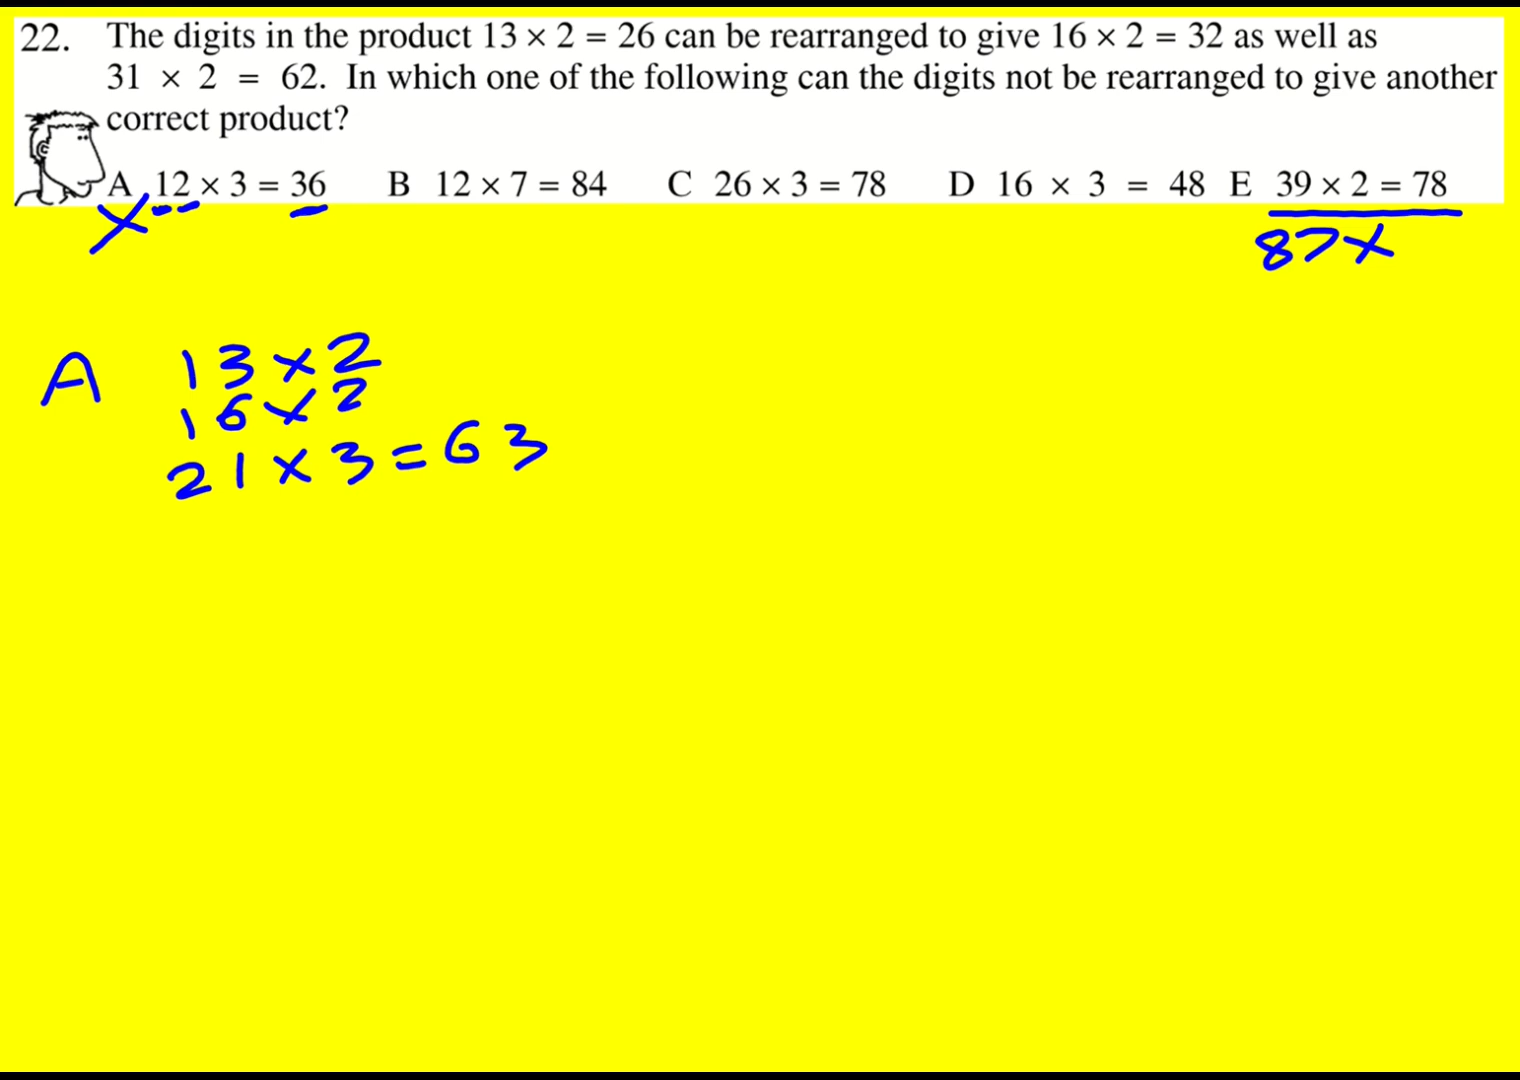 22. The digits in the product 13 × 2 = 26 can be rearranged to give 16 × 2 = 32 as well as
31 × 2 = 62. In which one of the following can the digits not be rearranged to give another
correct product?
A 12 × 3 = 36 B 12 × 7 = 84 C 26 × 3 = 78 D 16 × 3 = 48 E 39 × 2 = 78
87×
A 13×2
16×2
21×3=63